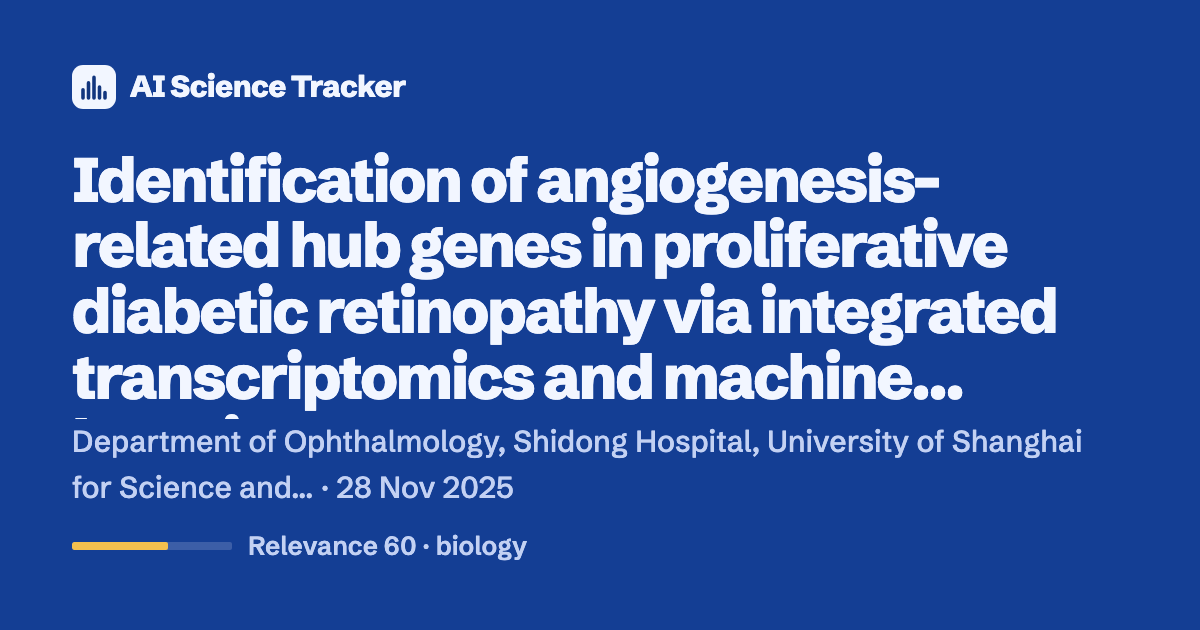 AI Science Tracker
Identification of angiogenesis-
related hub genes in proliferative
diabetic retinopathy via integrated
transcriptomics and machine...
Department of Ophthalmology, Shidong Hospital, University of Shanghai
for Science and... · 28 Nov 2025
Relevance 60 · biology